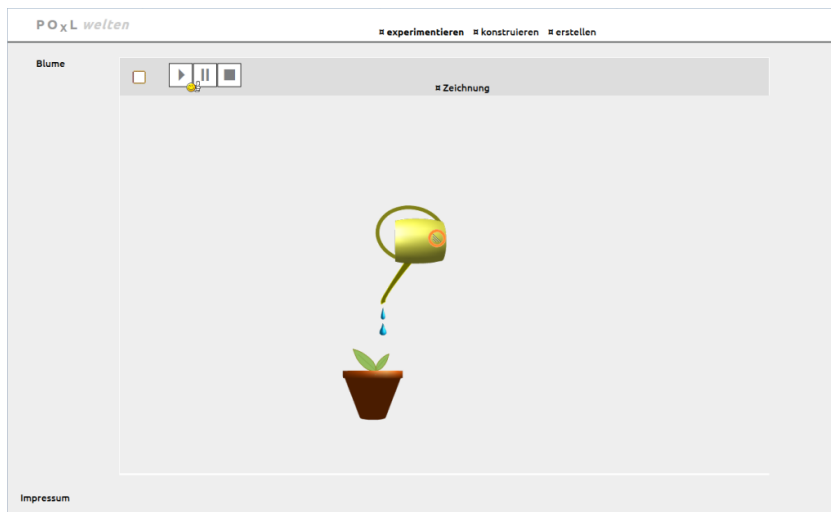 POXL welten
¤ experimentieren ¤ konstruieren ¤ erstellen
Blume
¤ Zeichnung
Impressum